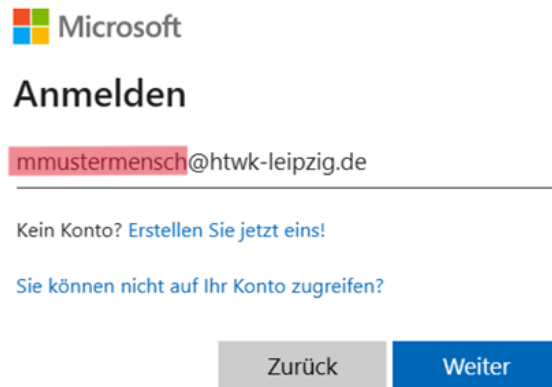 Microsoft
Anmelden
mmustermensch@htwk-leipzig.de
Kein Konto? Erstellen Sie jetzt eins!
Sie können nicht auf Ihr Konto zugreifen?
Zurück Weiter